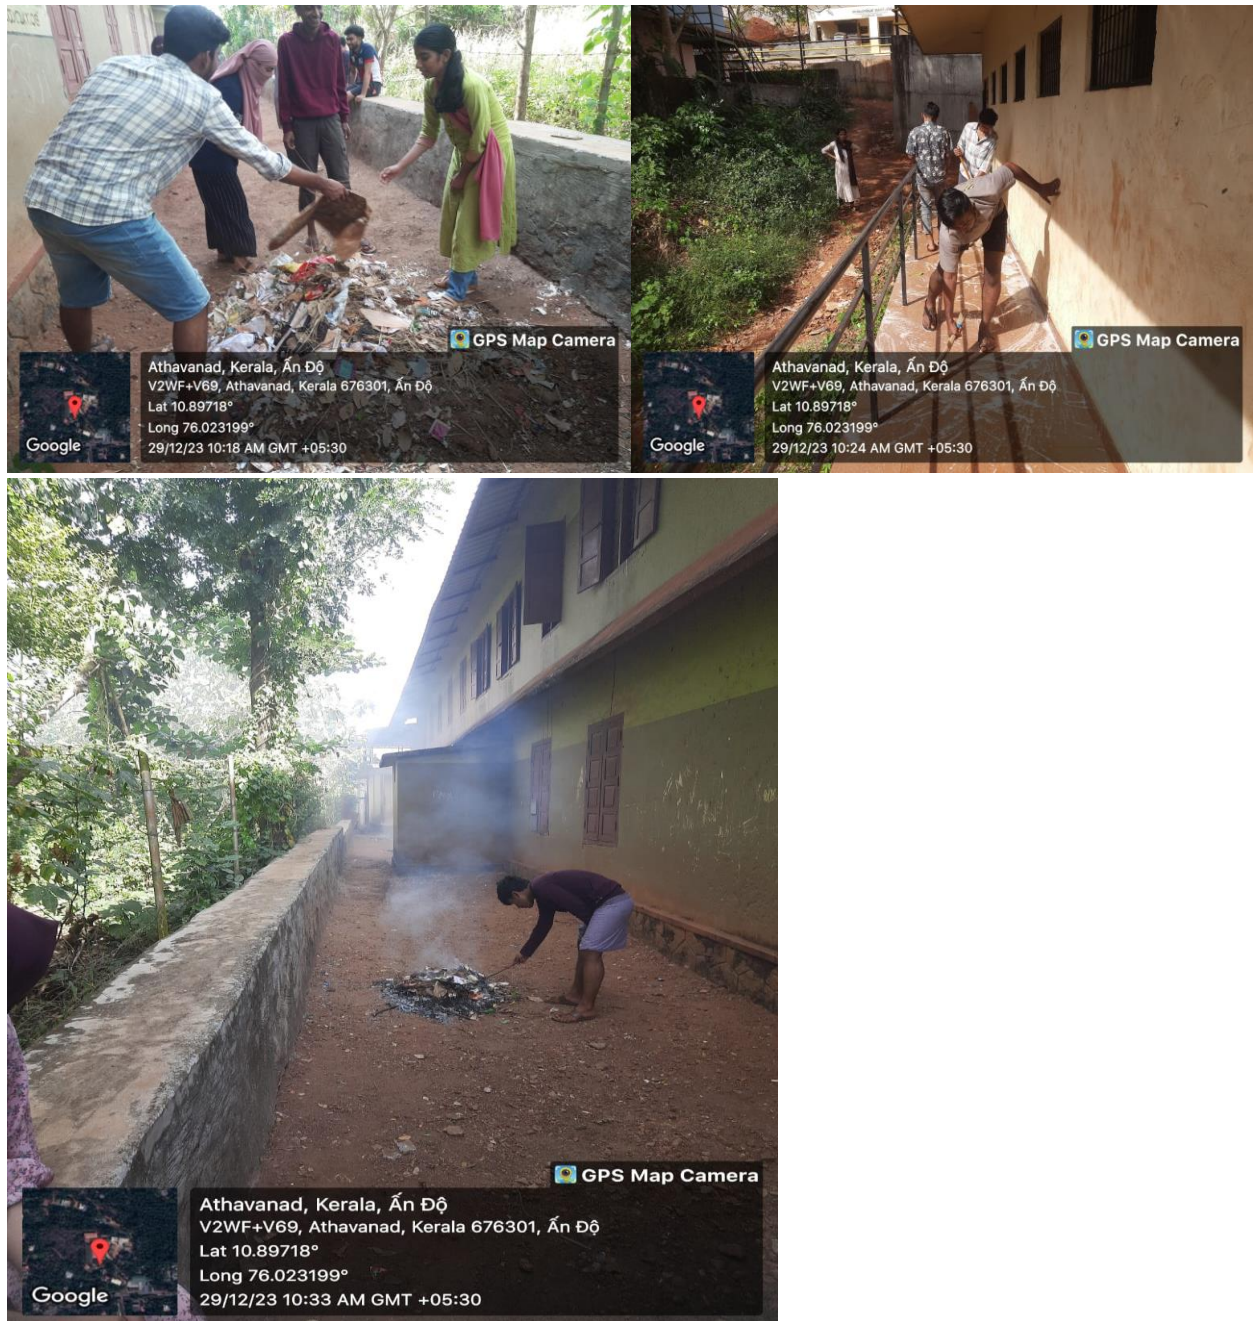 GPS Map Camera
Athavanad, Kerala, Ấn Độ
V2WF+V69, Athavanad, Kerala 676301, Ấn Độ
Lat 10.89718°
Long 76.023199°
29/12/23 10:18 AM GMT +05:30
Google
GPS Map Camera
Athavanad, Kerala, Ấn Độ
V2WF+V69, Athavanad, Kerala 676301, Ấn Độ
Lat 10.89718°
Long 76.023199°
29/12/23 10:24 AM GMT +05:30
Google
GPS Map Camera
Athavanad, Kerala, Ấn Độ
V2WF+V69, Athavanad, Kerala 676301, Ấn Độ
Lat 10.89718°
Long 76.023199°
29/12/23 10:33 AM GMT +05:30
Google